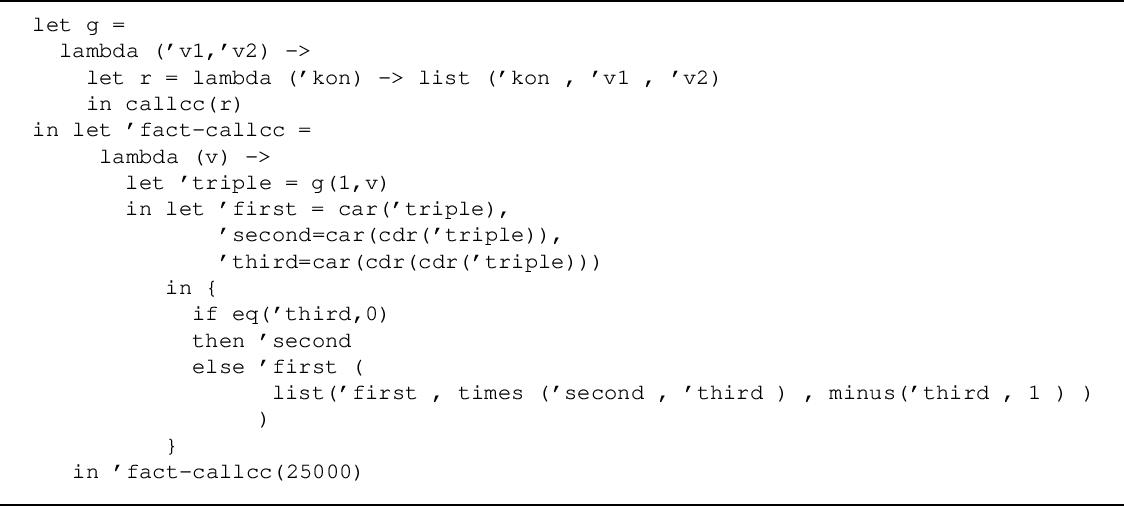 let g =
lambda ('v1,'v2) ->
let r = lambda ('kon) -> list ('kon , 'v1 , 'v2)
in callcc(r)
in let 'fact-callcc =
lambda (v) ->
let 'triple = g(1,v)
in let 'first = car('triple),
'second=car(cdr('triple)),
'third=car(cdr(cdr('triple)))
in {
if eq('third,0)
then 'second
else 'first (
list('first , times ('second , 'third ) , minus('third , 1 ) )
)
}
in 'fact-callcc(25000)